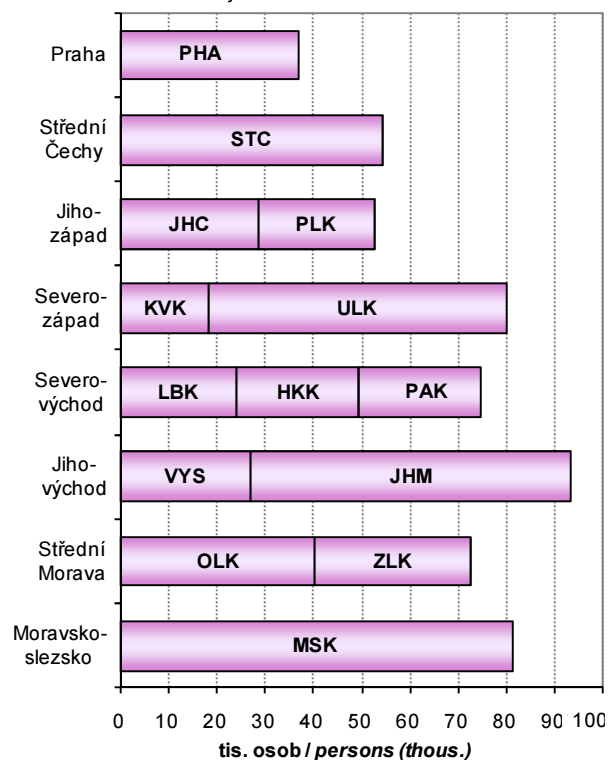 Praha
PHA
Střední
Čechy
STC
Jiho-
západ
JHC PLK
Severo-
západ
KVK ULK
Severo-
východ
LBK HKK PAK
Jiho-
východ
VYS JHM
Střední
Morava
OLK ZLK
Moravsko-
slezsko
MSK
0 10 20 30 40 50 60 70 80 90 100
tis. osob / persons (thous.)